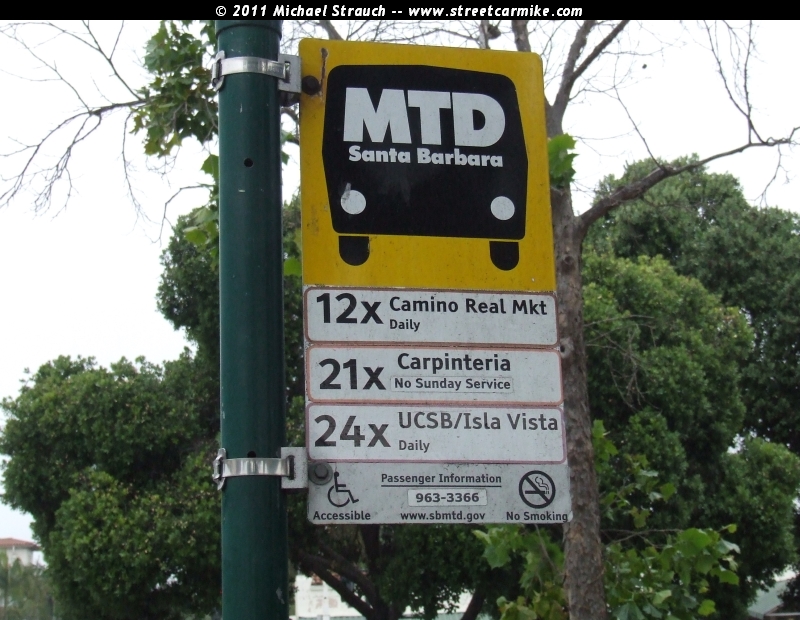 © 2011 Michael Strauch -- www.streetcarmike.com
MTD
Santa Barbara
12x Camino Real Mkt
Daily
21x Carpinteria
No Sunday Service
24x UCSB/Isla Vista
Daily
Passenger Information
963-3366
Accessible www.sbmtd.gov No Smoking